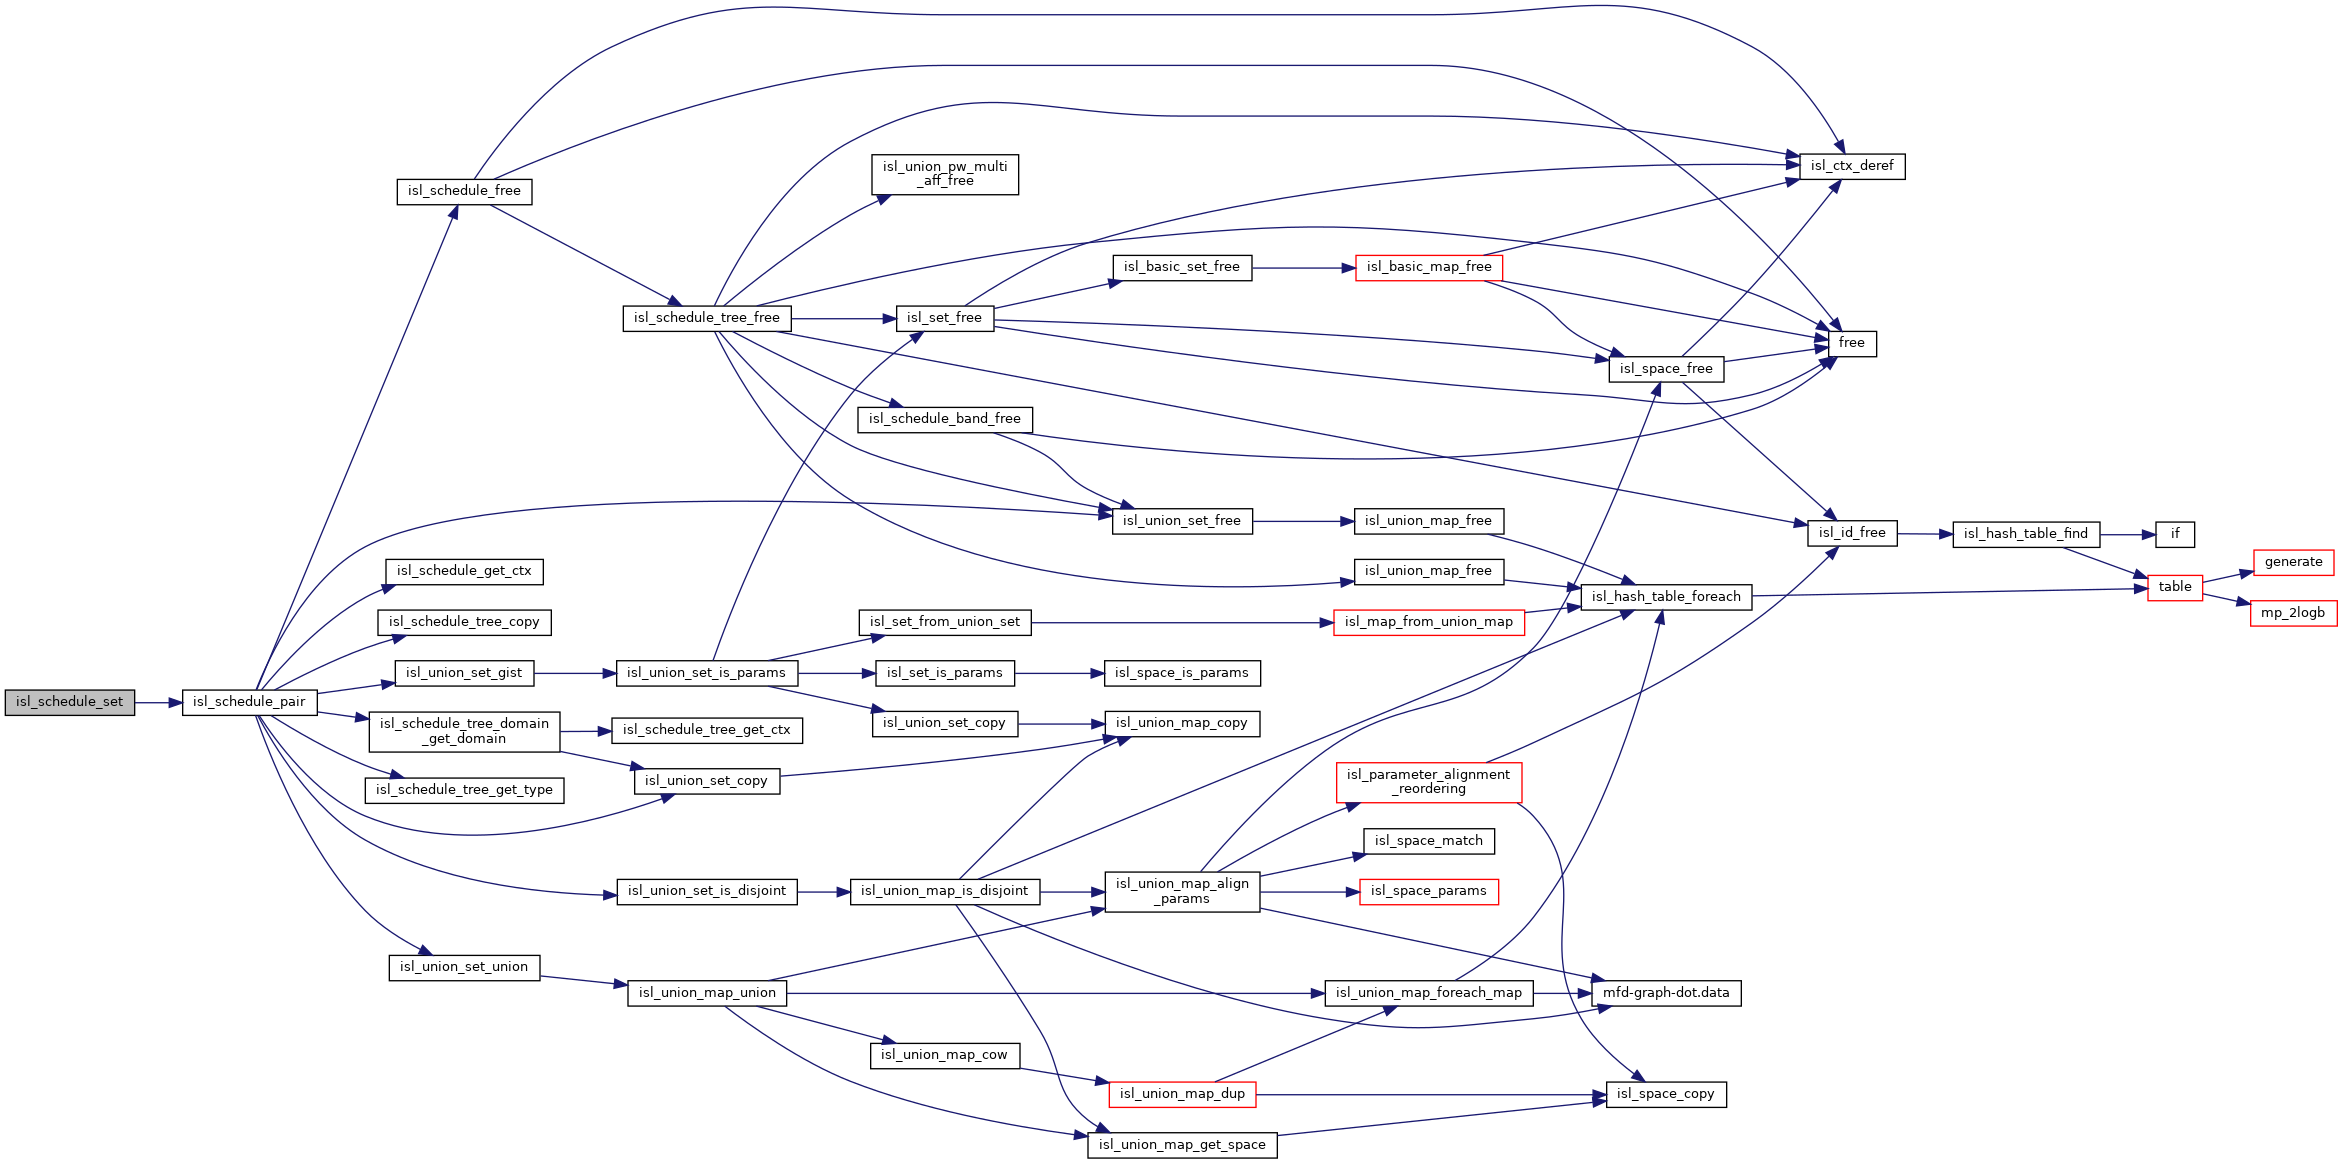 isl_schedule_set
isl_schedule_pair
isl_schedule_free
isl_schedule_get_ctx
isl_schedule_tree_copy
isl_union_set_gist
isl_schedule_tree_domain
_get_domain
isl_schedule_tree_get_type
isl_union_set_union
isl_schedule_tree_free
isl_union_set_is_params
isl_schedule_tree_get_ctx
isl_union_set_copy
isl_union_set_is_disjoint
isl_union_map_union
isl_union_pw_multi
_aff_free
isl_set_free
isl_schedule_band_free
isl_set_from_union_set
isl_set_is_params
isl_union_set_copy
isl_union_map_is_disjoint
isl_union_map_cow
isl_basic_set_free
isl_union_set_free
isl_space_is_params
isl_union_map_copy
isl_union_map_align
_params
isl_union_map_dup
isl_union_map_get_space
isl_basic_map_free
isl_union_map_free
isl_union_map_free
isl_map_from_union_map
isl_parameter_alignment
_reordering
isl_space_match
isl_space_params
isl_union_map_foreach_map
isl_space_free
isl_hash_table_foreach
mfd-graph-dot.data
isl_space_copy
isl_ctx_deref
free
isl_id_free
isl_hash_table_find
if
table
generate
mp_2logb